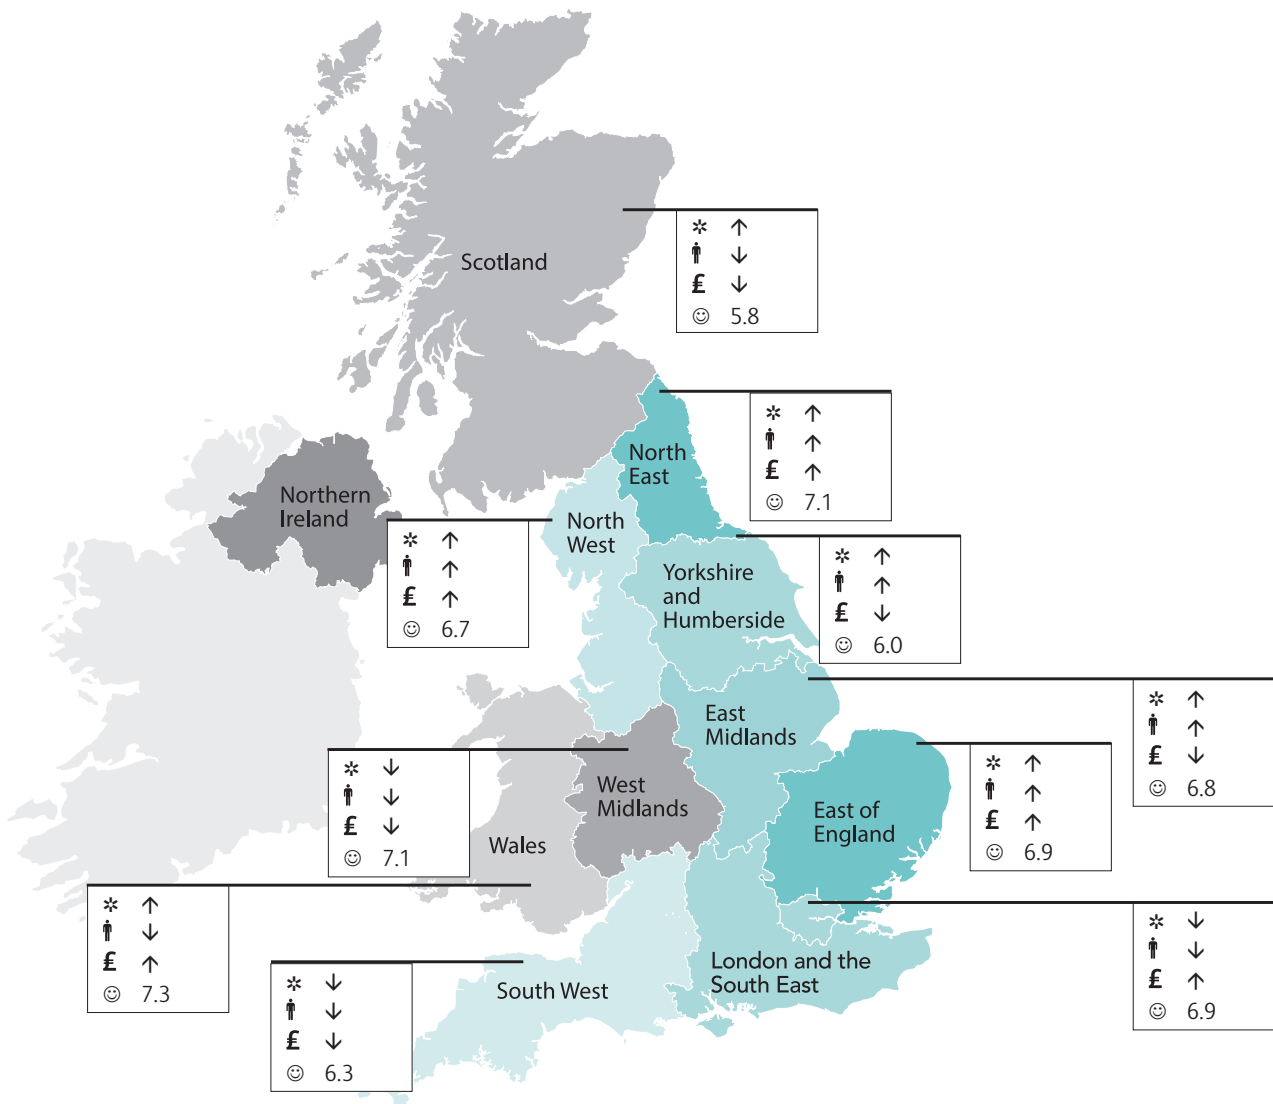 Scotland
✲ ↑
↓
£ ↓
☺ 5.8
✲ ↑
↑
£ ↑
☺ 7.1
North
East
Northern
Ireland
North
West
✲ ↑
↑
£ ↑
☺ 6.7
✲ ↑
↑
£ ↓
☺ 6.0
Yorkshire
and
Humberside
✲ ↑
↑
£ ↓
☺ 6.8
East
Midlands
✲ ↓
↓
£ ↓
☺ 7.1
West
Midlands
✲ ↑
↑
£ ↑
☺ 6.9
East of
England
Wales
✲ ↑
↓
£ ↑
☺ 7.3
✲ ↓
↓
£ ↑
☺ 6.9
London and the
South East
South West
✲ ↓
↓
£ ↓
☺ 6.3